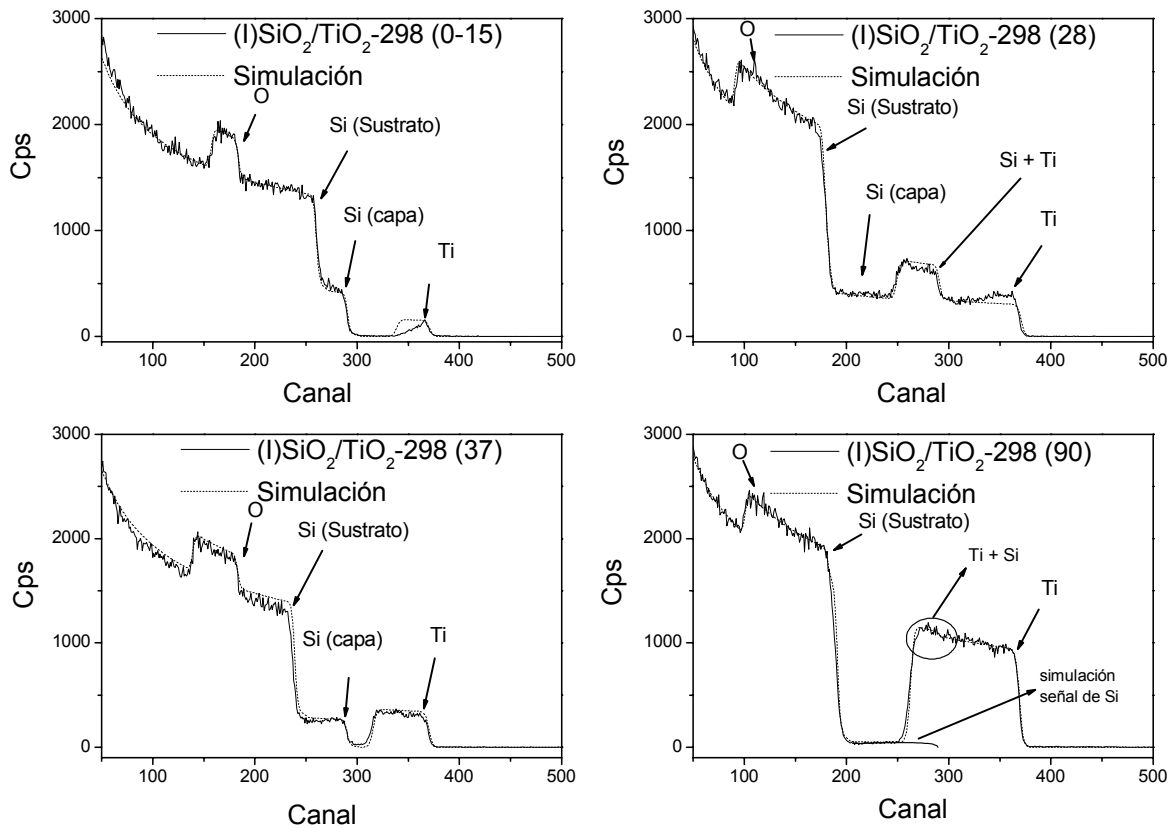 3000
2000
1000
0
Cps
100
200
300
400
500
Canal
(I)SiO₂/TiO₂-298 (0-15)
Simulación
O
Si (Sustrato)
Si (capa)
Ti
3000
2000
1000
0
Cps
100
200
300
400
500
Canal
(I)SiO₂/TiO₂-298 (28)
Simulación
O
Si (Sustrato)
Si (capa)
Si + Ti
Ti
3000
2000
1000
0
Cps
100
200
300
400
500
Canal
(I)SiO₂/TiO₂-298 (37)
Simulación
O
Si (Sustrato)
Si (capa)
Ti
3000
2000
1000
0
Cps
100
200
300
400
500
Canal
(I)SiO₂/TiO₂-298 (90)
Simulación
O
Si (Sustrato)
Ti + Si
Ti
simulación
señal de Si